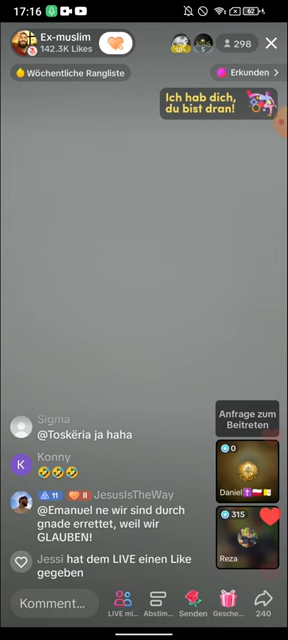 17:16
62
Ex-muslim
142.3K Likes
298
Wöchentliche Rangliste
Erkunden >
Ich hab dich,
du bist dran!
Sigma
@Toskëria ja haha
K
Konny
🤣🤣🤣
11
II
JesusIsTheWay
@Emanuel ne wir sind durch
gnade errettet, weil wir
GLAUBEN!
Jessi hat dem LIVE einen Like
gegeben
Anfrage zum
Beitreten
0
Daniel
315
Reza
Komment...
LIVE mi...
Abstim...
Senden
Gesche...
240